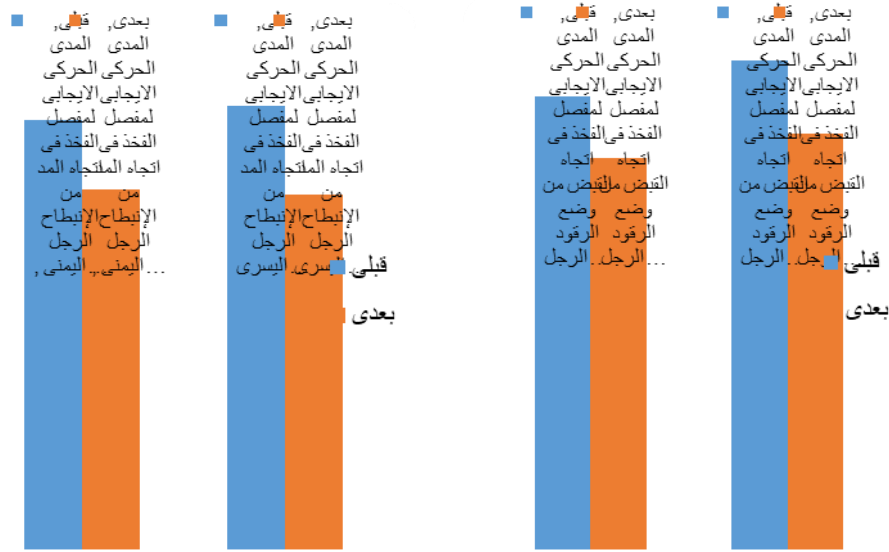 قبلى,
المدى
الحركى
الايجابى
لمفصل
الفخذ فى
اتجاه المد
من
الإنبطاح
الرجل
اليمنى ,...
بعدى,
المدى
الحركى
الايجابى
لمفصل
الفخذ فى
اتجاه المد
من
الإنبطاح
الرجل
اليمنى ...
قبلى,
المدى
الحركى
الايجابى
لمفصل
الفخذ فى
اتجاه المد
من
الإنبطاح
الرجل
اليسرى ...
بعدى,
المدى
الحركى
الايجابى
لمفصل
الفخذ فى
اتجاه المد
من
الإنبطاح
الرجل
اليسرى ...
قبلى
بعدى
قبلى,
المدى
الحركى
الايجابى
لمفصل
الفخذ فى
اتجاه
القبض من
وضع
الرقود
الرجل ...
بعدى,
المدى
الحركى
الايجابى
لمفصل
الفخذ فى
اتجاه
القبض من
وضع
الرقود
الرجل ...
قبلى,
المدى
الحركى
الايجابى
لمفصل
الفخذ فى
اتجاه
القبض من
وضع
الرقود
الرجل ...
بعدى,
المدى
الحركى
الايجابى
لمفصل
الفخذ فى
اتجاه
القبض من
وضع
الرقود
الرجل ...
قبلى
بعدى